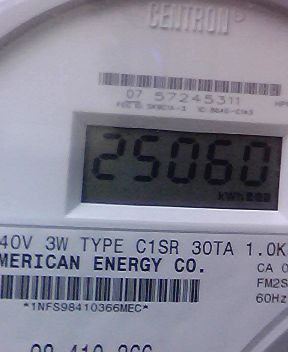 CENTRON
07 57245311
25060
kWh
40V 3W TYPE C1SR 30TA 1.0K
MERICAN ENERGY CO.
CA 0
FM2S
60Hz
*1NFS98410366MEC*